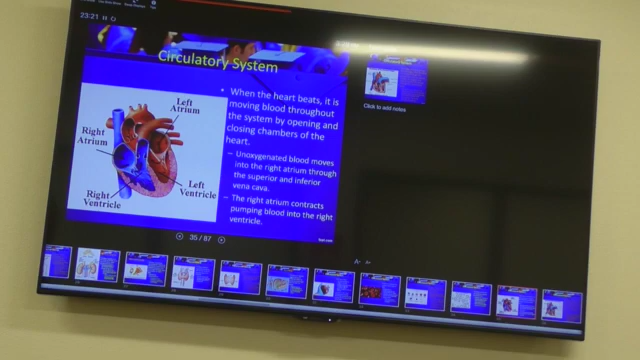 23:21
Circulatory System
• When the heart beats, it is
moving blood throughout
the system by opening and
closing chambers of the
heart.
– Unoxygenated blood moves
into the right atrium through
the superior and inferior
vena cava.
– The right atrium contracts
pumping blood into the right
ventricle.
Left
Atrium
Right
Atrium
Left
Ventricle
Right
Ventricle
35 / 87
Click to add notes